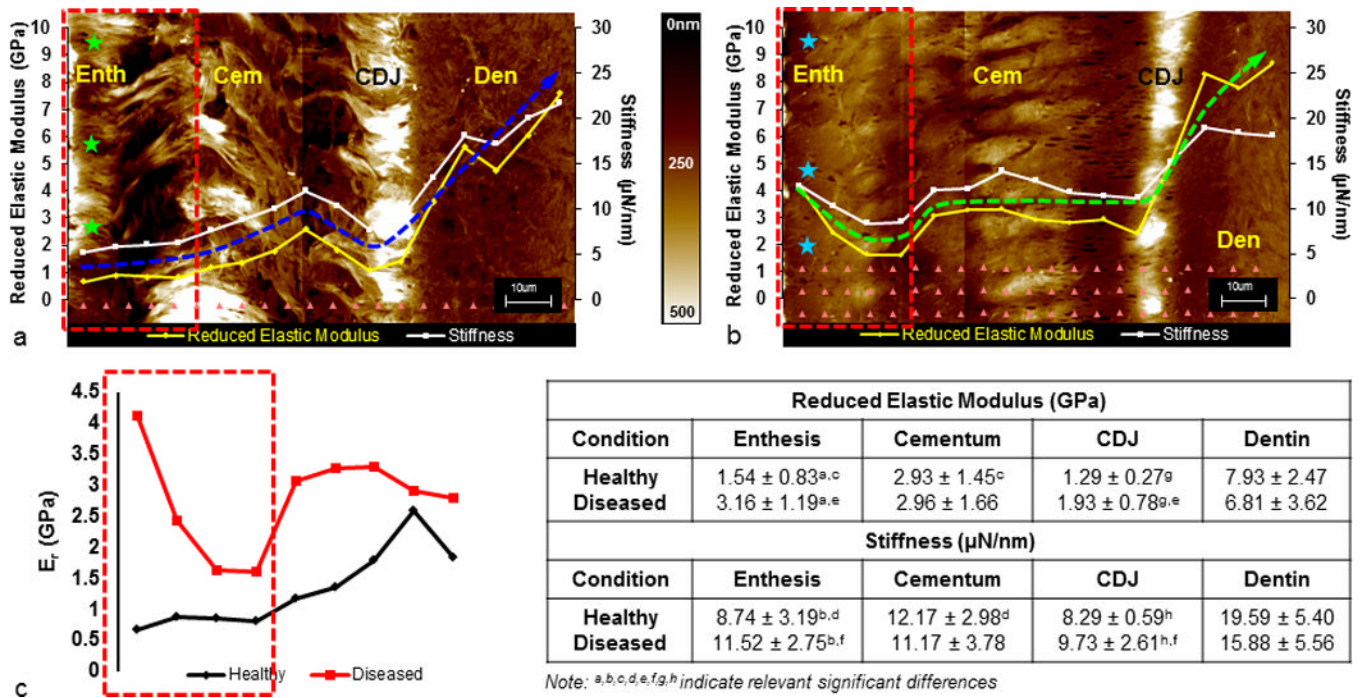 Reduced Elastic Modulus (GPa)
10
9
8
7
6
5
4
3
2
1
0
Enth
Cem
CDJ
Den
10um
30
25
20
15
10
5
0
Stiffness (µN/nm)
Reduced Elastic Modulus
Stiffness
a
0nm
250
500
Reduced Elastic Modulus (GPa)
10
9
8
7
6
5
4
3
2
1
0
Enth
Cem
CDJ
Den
10um
30
25
20
15
10
5
0
Stiffness (µN/nm)
Reduced Elastic Modulus
Stiffness
b
Er (GPa)
4.5
4
3.5
3
2.5
2
1.5
1
0.5
0
Healthy
Diseased
c
Reduced Elastic Modulus (GPa)
Condition Enthesis Cementum CDJ Dentin
Healthy 1.54 ± 0.83a,c 2.93 ± 1.45c 1.29 ± 0.27g 7.93 ± 2.47
Diseased 3.16 ± 1.19a,e 2.96 ± 1.66 1.93 ± 0.78g,e 6.81 ± 3.62
Stiffness (µN/nm)
Condition Enthesis Cementum CDJ Dentin
Healthy 8.74 ± 3.19b,d 12.17 ± 2.98d 8.29 ± 0.59h 19.59 ± 5.40
Diseased 11.52 ± 2.75b,f 11.17 ± 3.78 9.73 ± 2.61h,f 15.88 ± 5.56
Note: a,b,c,d,e,f,g,h indicate relevant significant differences